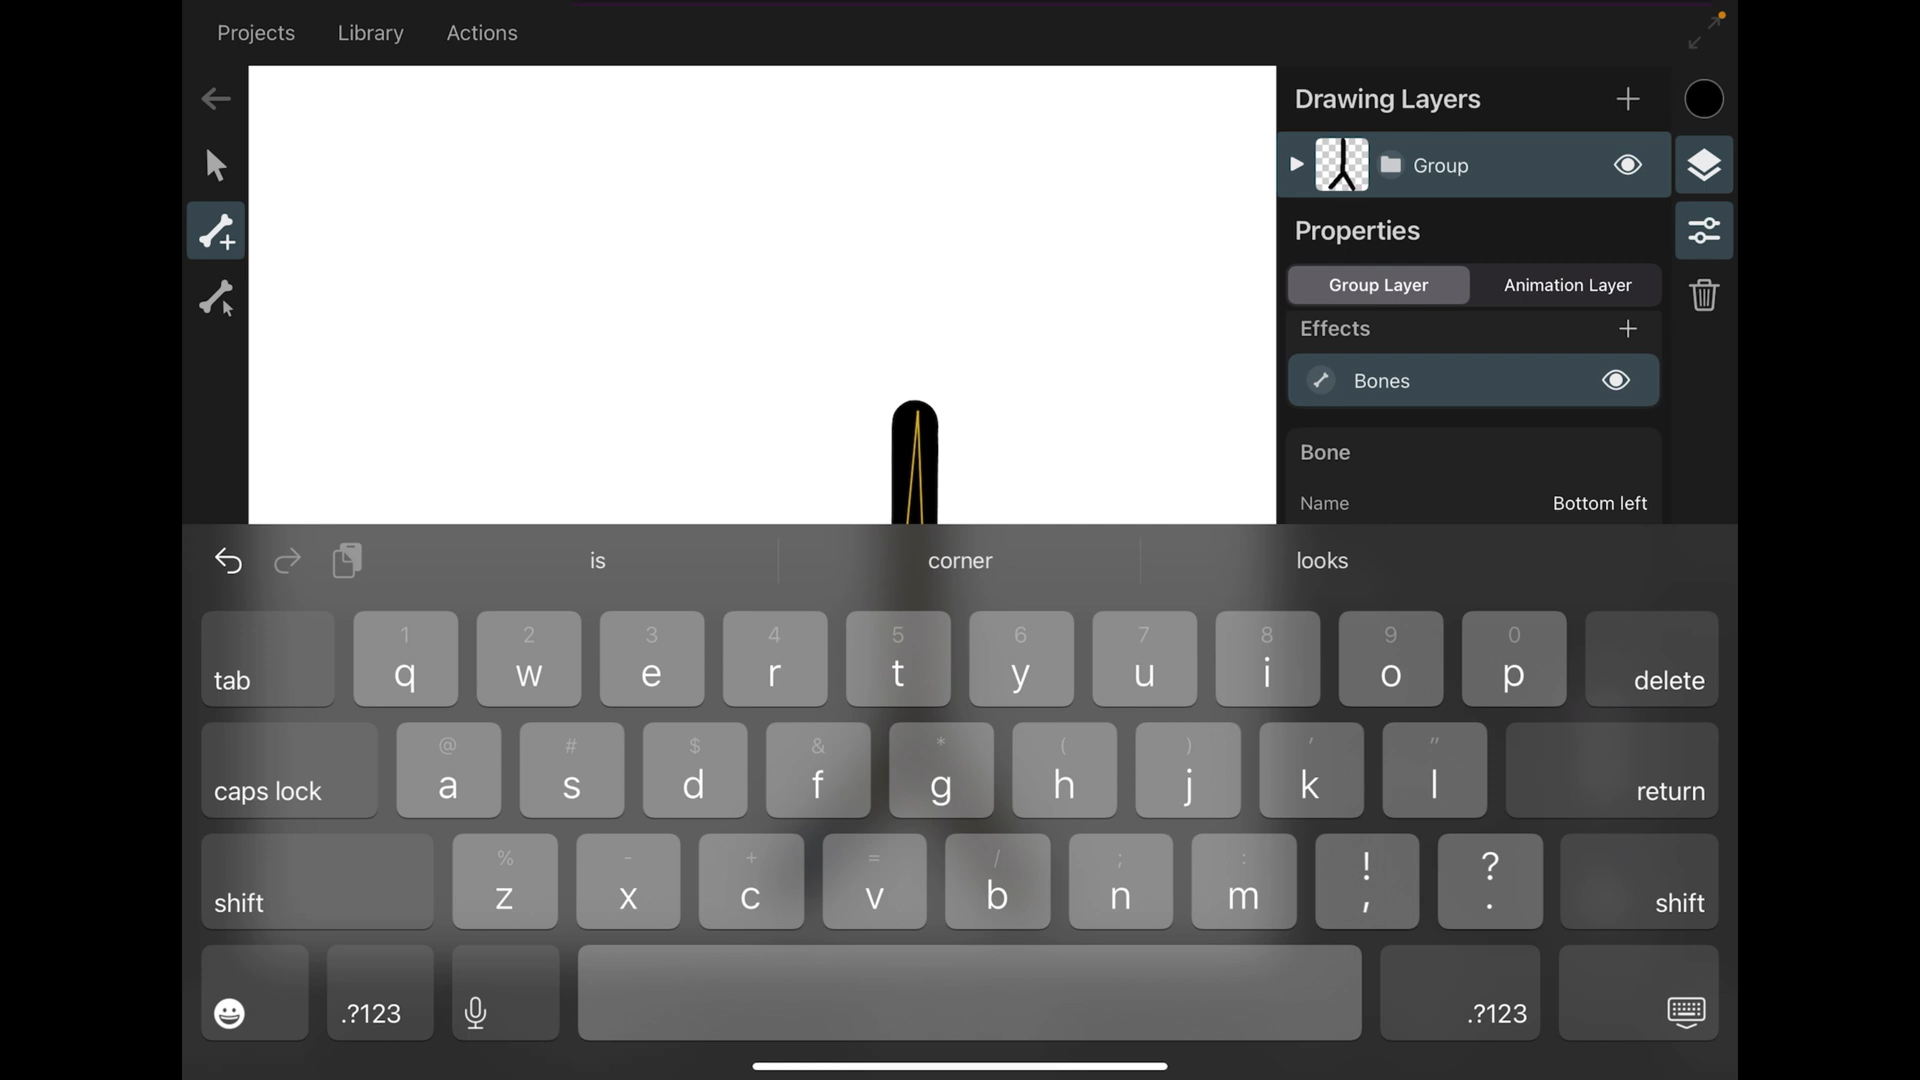 Projects Library Actions
Drawing Layers
Group
Properties
Group Layer Animation Layer
Effects
Bones
Bone
Name Bottom left
is corner looks
1 2 3 4 5 6 7 8 9 0
tab q w e r t y u i o p delete
@ # $ & * ( ) ' "
caps lock a s d f g h j k l return
% - + = / ; : ! ?
shift z x c v b n m , . shift
.?123 .?123